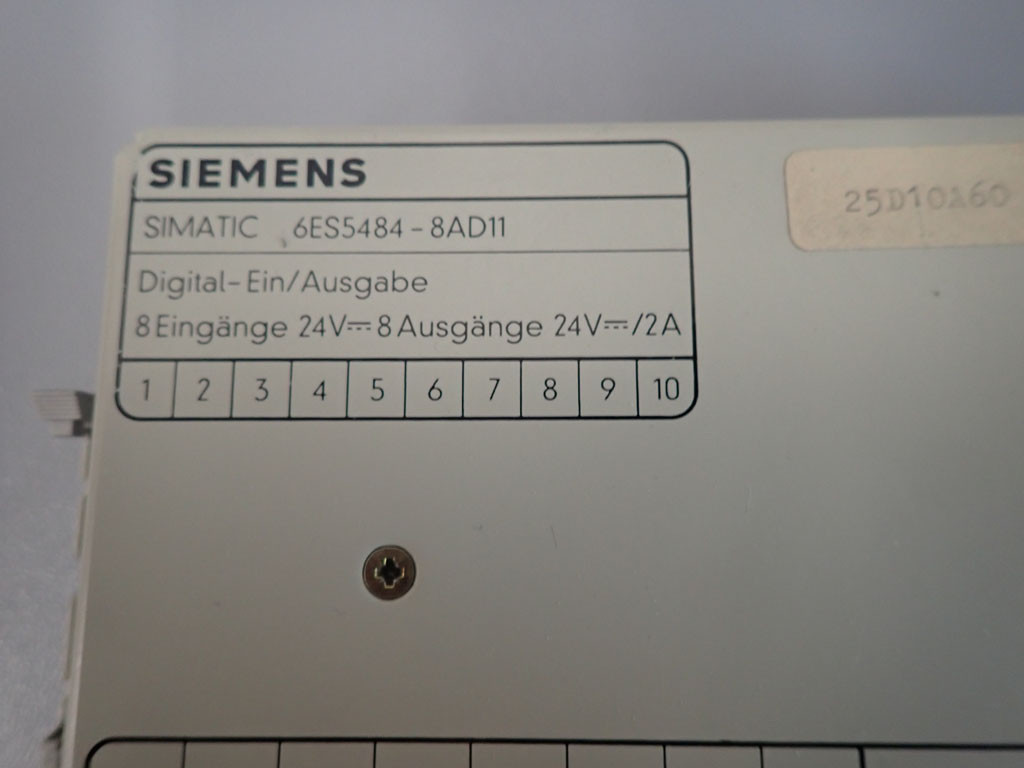 SIEMENS
SIMATIC 6ES5484-8AD11
Digital-Ein/Ausgabe
8 Eingänge 24V⎓ 8 Ausgänge 24V⎓/2A
1 2 3 4 5 6 7 8 9 10
25D10A60